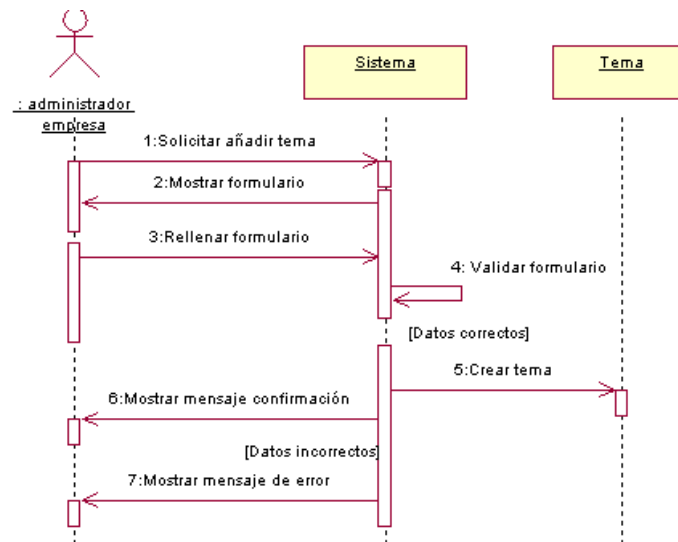 Sistema
Tema
: administrador
empresa
1:Solicitar añadir tema
2:Mostrar formulario
3:Rellenar formulario
4: Validar formulario
[Datos correctos]
5:Crear tema
6:Mostrar mensaje confirmación
[Datos incorrectos]
7:Mostrar mensaje de error